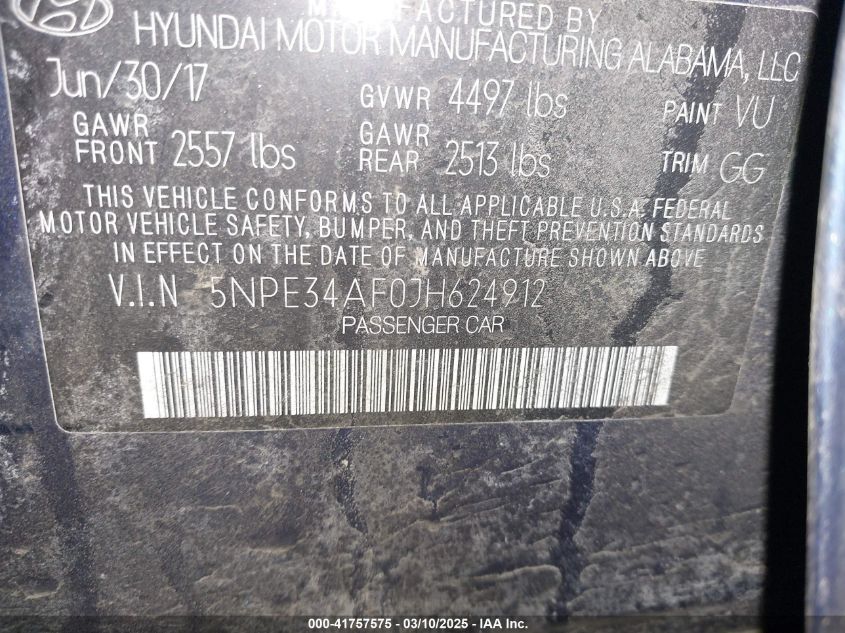 MANUFACTURED BY
HYUNDAI MOTOR MANUFACTURING ALABAMA, LLC
Jun/30/17 GVWR 4497 lbs PAINT VU
GAWR FRONT 2557 lbs GAWR REAR 2513 lbs TRIM GG
THIS VEHICLE CONFORMS TO ALL APPLICABLE U.S.A. FEDERAL
MOTOR VEHICLE SAFETY, BUMPER, AND THEFT PREVENTION STANDARDS
IN EFFECT ON THE DATE OF MANUFACTURE SHOWN ABOVE
V.I.N 5NPE34AF0JH624912
PASSENGER CAR
000-41757575 — 03/10/2025 — IAA Inc.